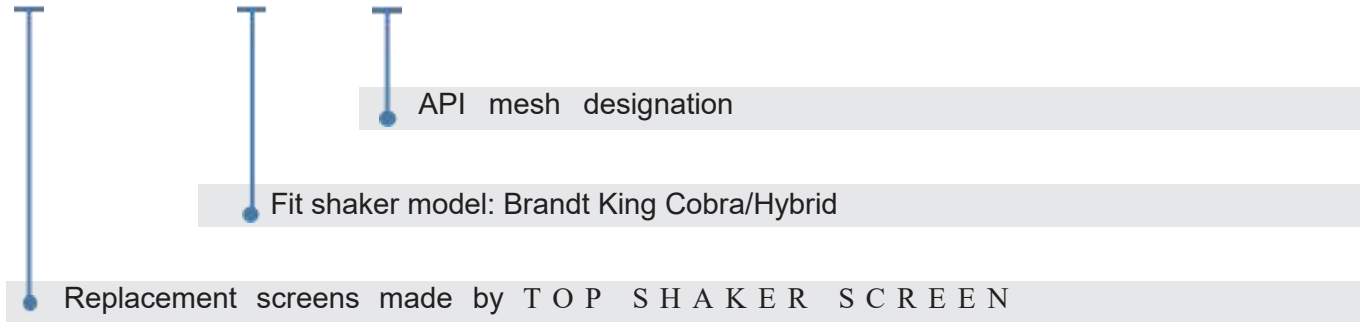 API mesh designation
Fit shaker model: Brandt King Cobra/Hybrid
Replacement screens made by TOP SHAKER SCREEN